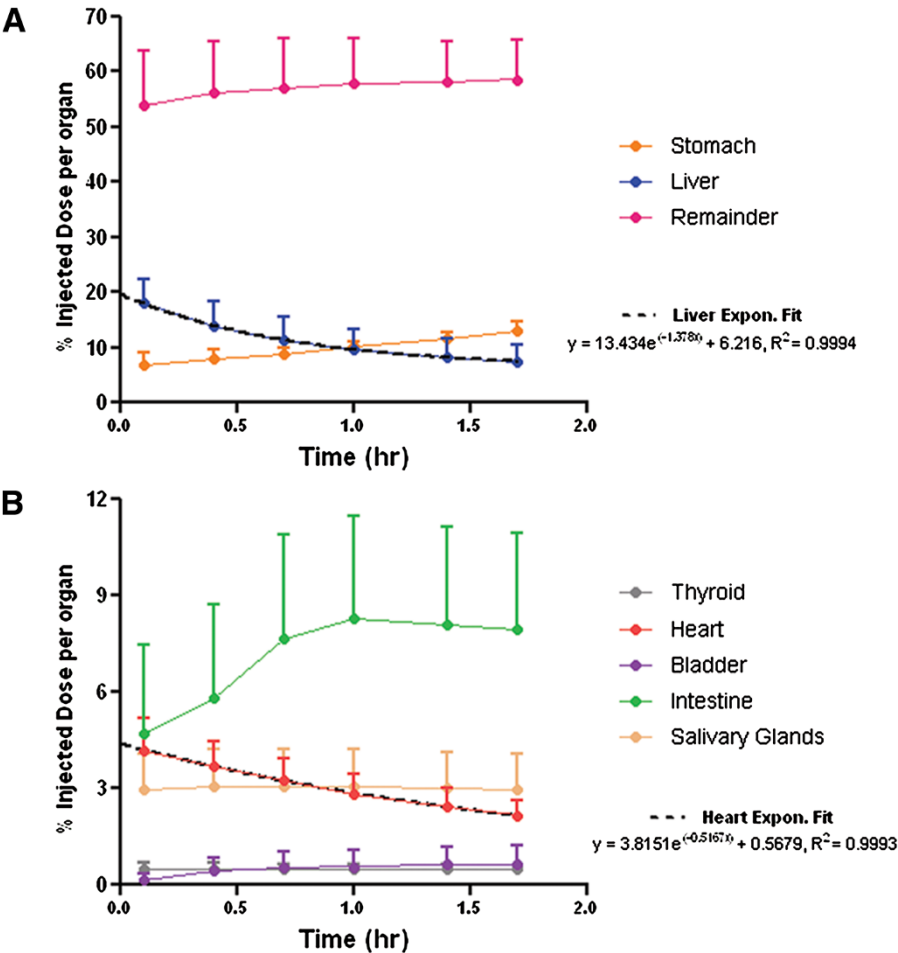 A
% Injected Dose per organ
70
60
50
40
30
20
10
0
0.0 0.5 1.0 1.5 2.0
Time (hr)
Stomach
Liver
Remainder
Liver Expon. Fit
y = 13.434e^(-1.378x) + 6.216, R² = 0.9994
B
% Injected Dose per organ
12
9
6
3
0
0.0 0.5 1.0 1.5 2.0
Time (hr)
Thyroid
Heart
Bladder
Intestine
Salivary Glands
Heart Expon. Fit
y = 3.8151e^(-0.5167x) + 0.5679, R² = 0.9993